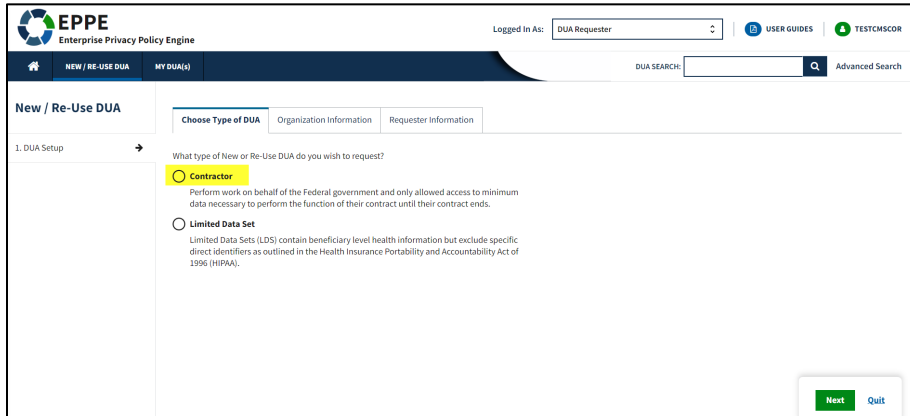 EPPE
Enterprise Privacy Policy Engine
Logged In As:
DUA Requester
USER GUIDES
TESTCMSCOR
NEW / RE-USE DUA
MY DUA(s)
DUA SEARCH:
Advanced Search
New / Re-Use DUA
1. DUA Setup
Choose Type of DUA
Organization Information
Requester Information
What type of New or Re-Use DUA do you wish to request?
Contractor
Perform work on behalf of the Federal government and only allowed access to minimum
data necessary to perform the function of their contract until their contract ends.
Limited Data Set
Limited Data Sets (LDS) contain beneficiary level health information but exclude specific
direct identifiers as outlined in the Health Insurance Portability and Accountability Act of
1996 (HIPAA).
Next
Quit